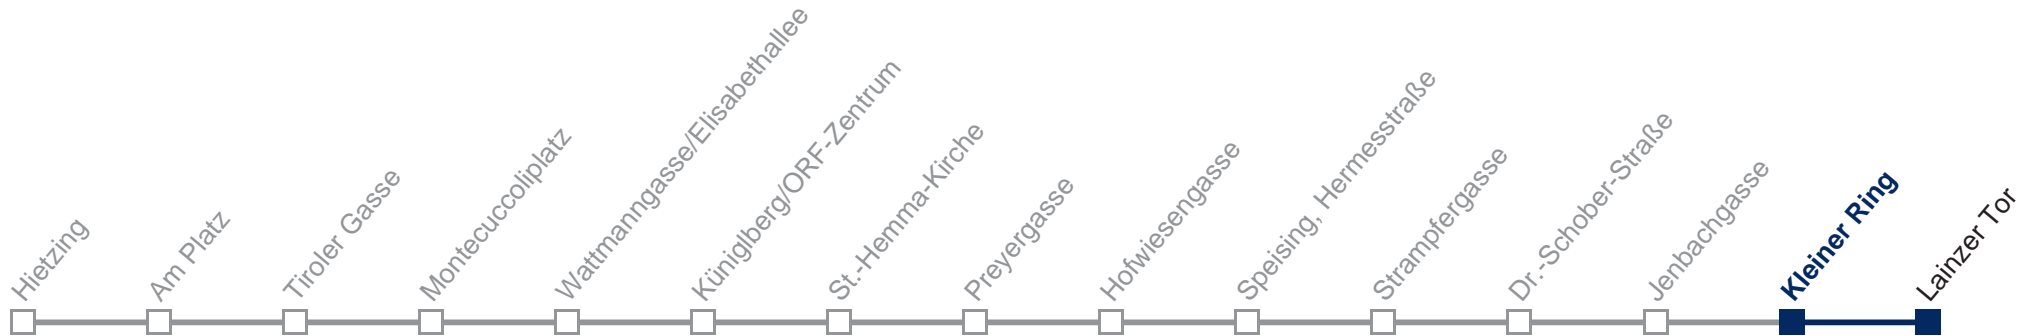 Hietzing
Am Platz
Tiroler Gasse
Montecuccoliplatz
Wattmanngasse/Elisabethallee
Küniglberg/ORF-Zentrum
St.-Hemma-Kirche
Preyergasse
Hofwiesengasse
Speising, Hermesstraße
Strampfergasse
Dr.-Schober-Straße
Jenbachgasse
Kleiner Ring
Lainzer Tor